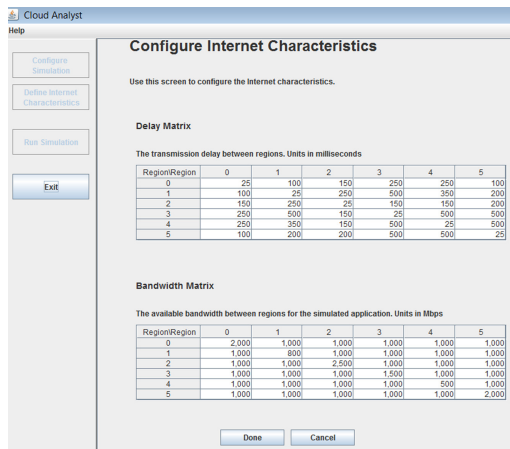 Cloud Analyst
Help
Configure Simulation
Define Internet Characteristics
Run Simulation
Exit
Configure Internet Characteristics
Use this screen to configure the Internet characteristics.
Delay Matrix
The transmission delay between regions. Units in milliseconds
Region\Region 0 1 2 3 4 5
0 25 100 150 250 250 100
1 100 25 250 500 350 200
2 150 250 25 150 150 200
3 250 500 150 25 500 500
4 250 350 150 500 25 500
5 100 200 200 500 500 25
Bandwidth Matrix
The available bandwidth between regions for the simulated application. Units in Mbps
Region\Region 0 1 2 3 4 5
0 2,000 1,000 1,000 1,000 1,000 1,000
1 1,000 800 1,000 1,000 1,000 1,000
2 1,000 1,000 2,500 1,000 1,000 1,000
3 1,000 1,000 1,000 1,500 1,000 1,000
4 1,000 1,000 1,000 1,000 500 1,000
5 1,000 1,000 1,000 1,000 1,000 2,000
Done Cancel